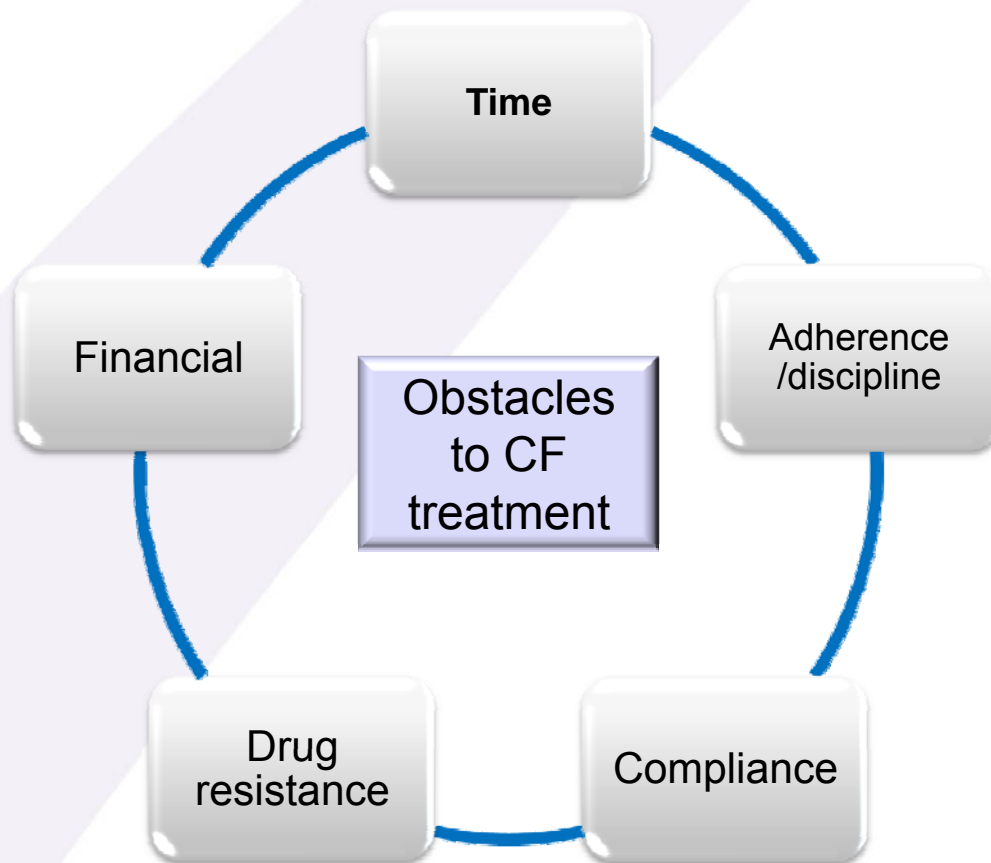 Time
Financial
Adherence
/discipline
Obstacles
to CF
treatment
Drug
resistance
Compliance